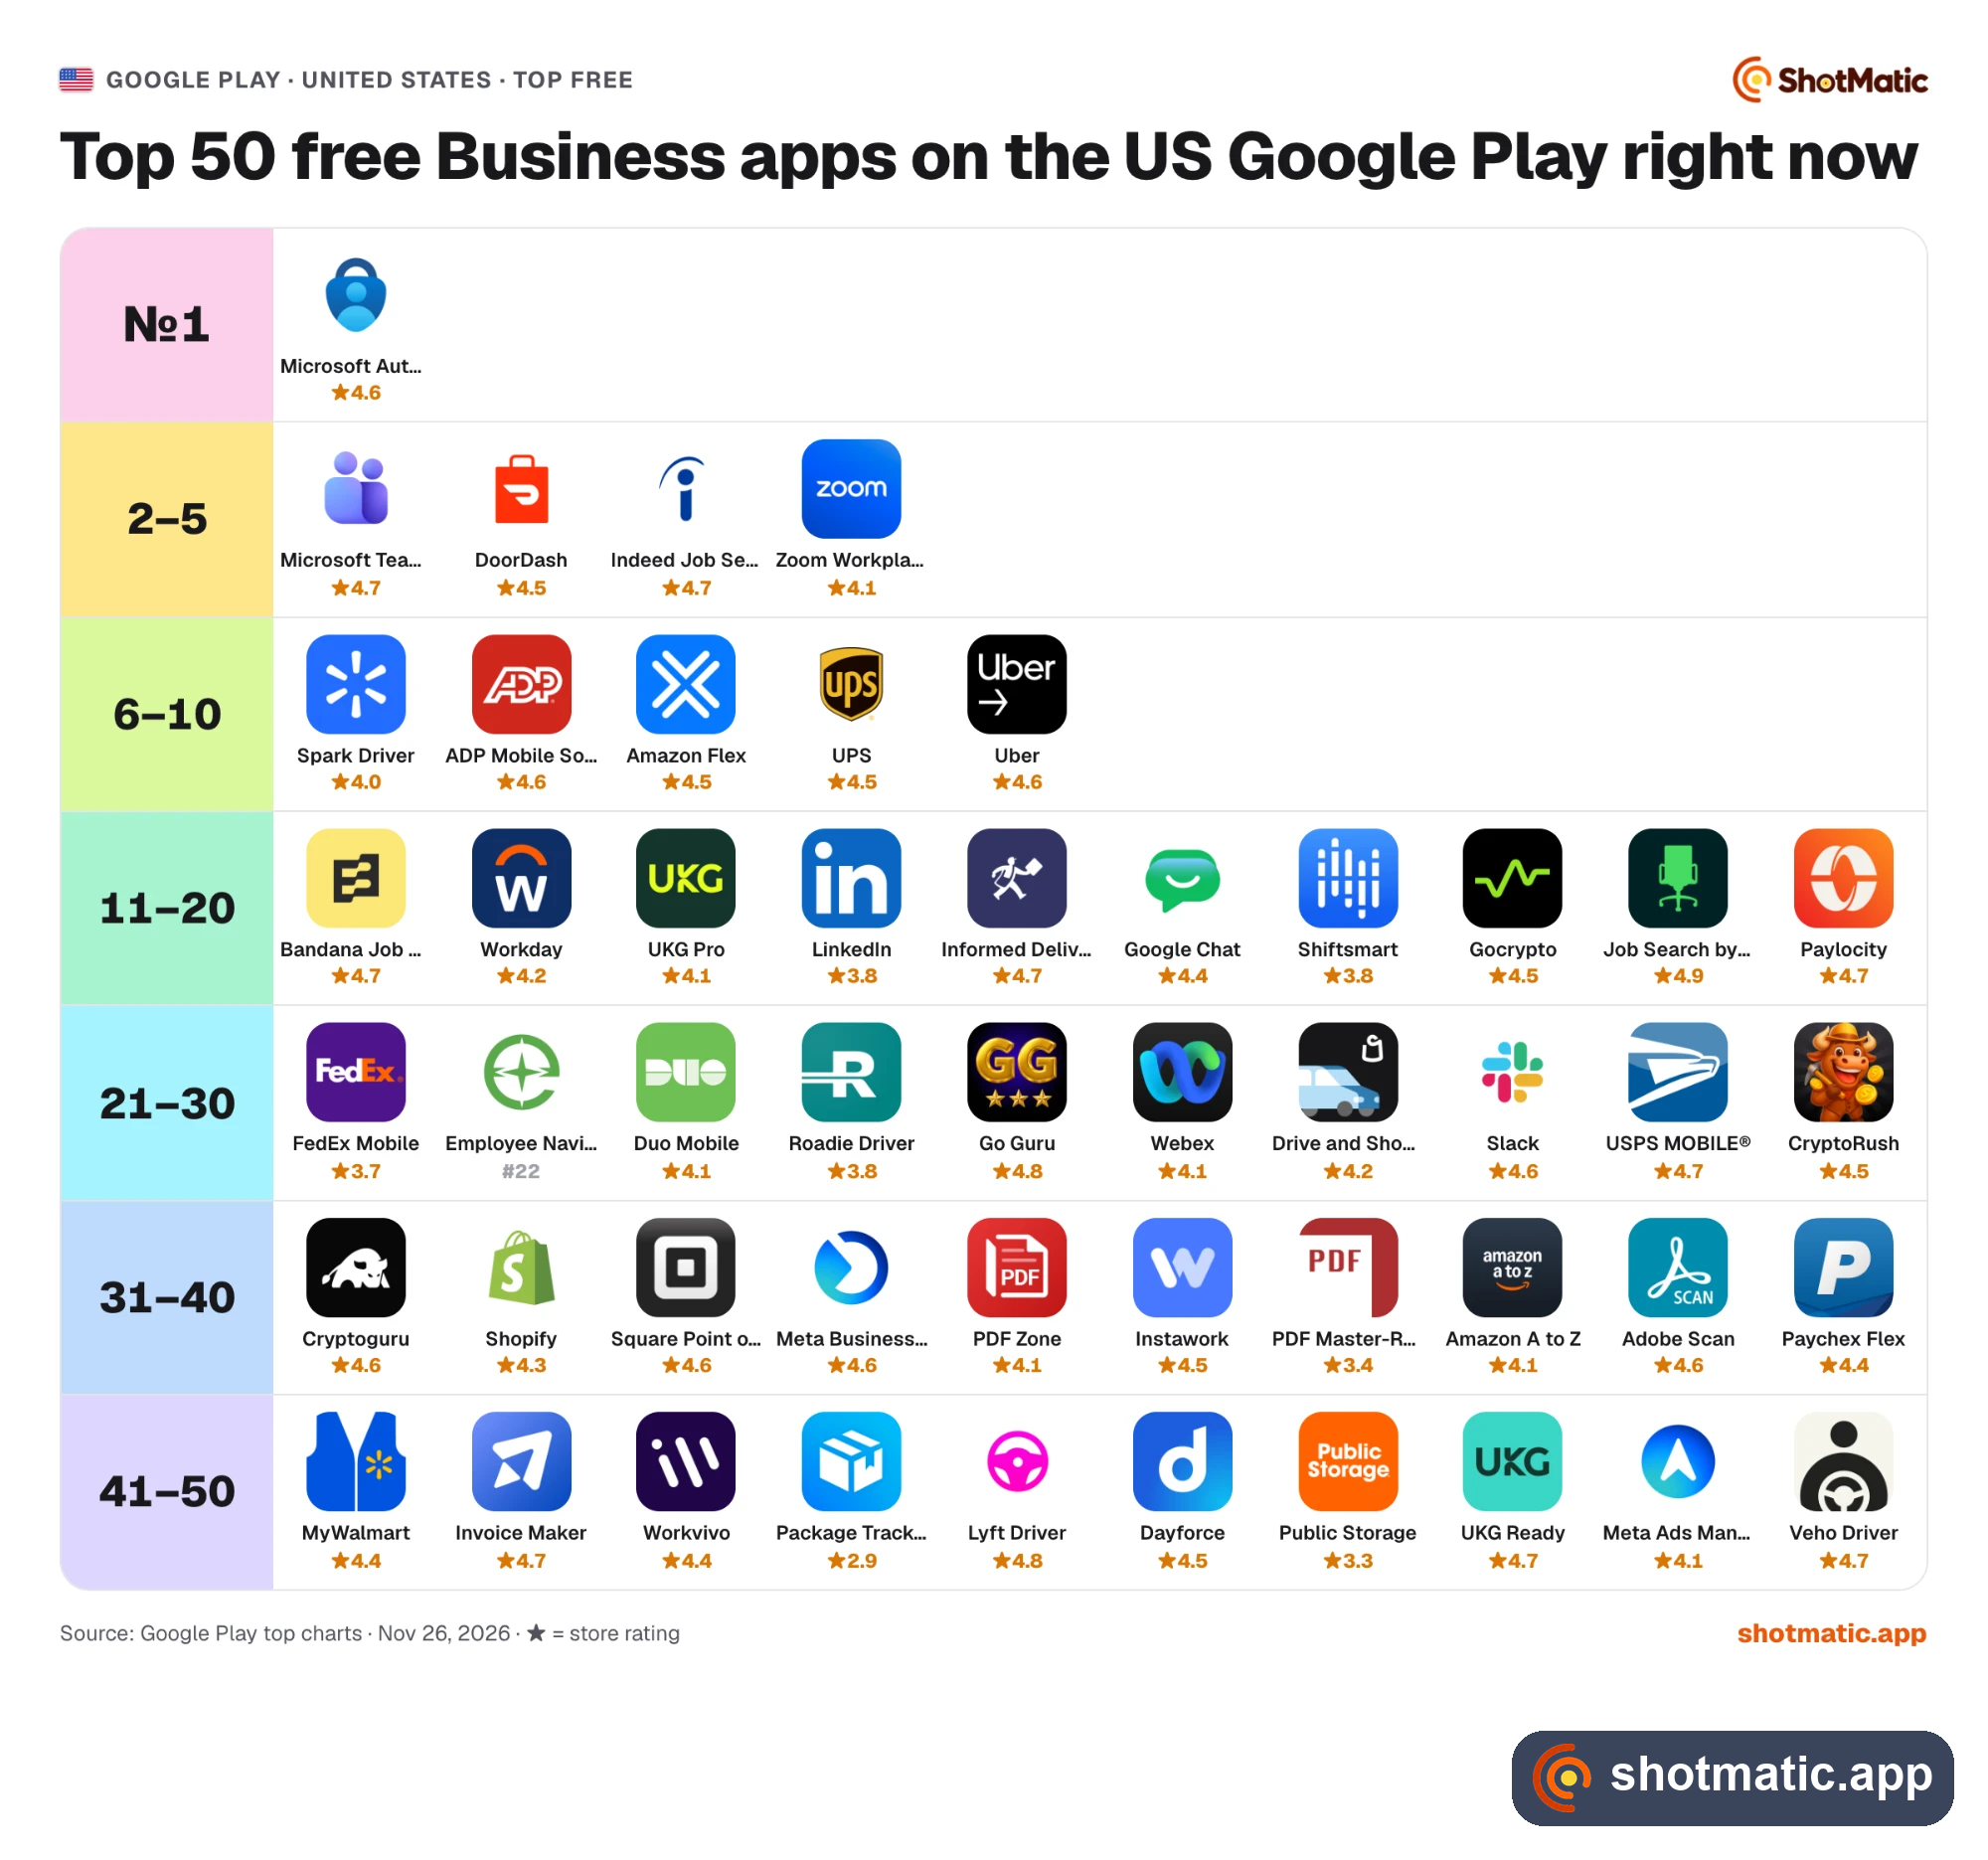 GOOGLE PLAY · UNITED STATES · TOP FREE
ShotMatic
Top 50 free Business apps on the US Google Play right now
№1
Microsoft Aut...
★4.6
2–5
zoom
Microsoft Tea... DoorDash Indeed Job Se... Zoom Workpla...
★4.7 ★4.5 ★4.7 ★4.1
6–10
ADP ups Uber
Spark Driver ADP Mobile So... Amazon Flex UPS Uber
★4.0 ★4.6 ★4.5 ★4.5 ★4.6
11–20
W UKG in
Bandana Job ... Workday UKG Pro LinkedIn Informed Deliv... Google Chat Shiftsmart Gocrypto Job Search by... Paylocity
★4.7 ★4.2 ★4.1 ★3.8 ★4.7 ★4.4 ★3.8 ★4.5 ★4.9 ★4.7
21–30
FedEx DUO R GG
FedEx Mobile Employee Navi... Duo Mobile Roadie Driver Go Guru Webex Drive and Sho... Slack USPS MOBILE® CryptoRush
★3.7 #22 ★4.1 ★3.8 ★4.8 ★4.1 ★4.2 ★4.6 ★4.7 ★4.5
31–40
S PDF PDF amazon a to z SCAN P
Cryptoguru Shopify Square Point o... Meta Business... PDF Zone Instawork PDF Master-R... Amazon A to Z Adobe Scan Paychex Flex
★4.6 ★4.3 ★4.6 ★4.6 ★4.1 ★4.5 ★3.4 ★4.1 ★4.6 ★4.4
41–50
d Public Storage UKG
MyWalmart Invoice Maker Workvivo Package Track... Lyft Driver Dayforce Public Storage UKG Ready Meta Ads Man... Veho Driver
★4.4 ★4.7 ★4.4 ★2.9 ★4.8 ★4.5 ★3.3 ★4.7 ★4.1 ★4.7
Source: Google Play top charts · Nov 26, 2026 · ★ = store rating
shotmatic.app
shotmatic.app